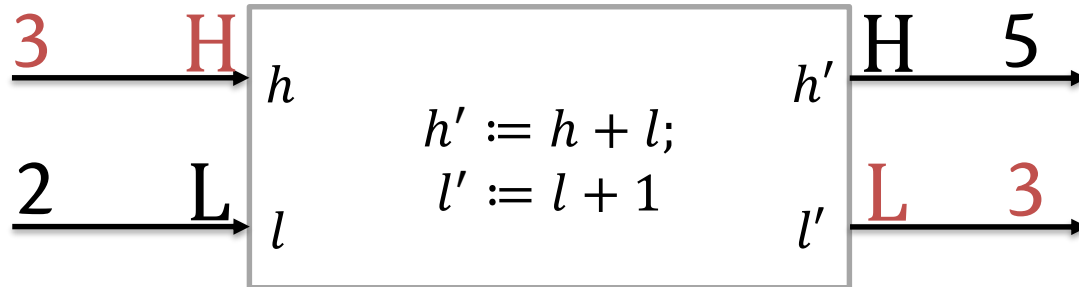 3 H
h
2 L
l
h′ ≔ h + l;
l′ ≔ l + 1
H 5
h′
L 3
l′